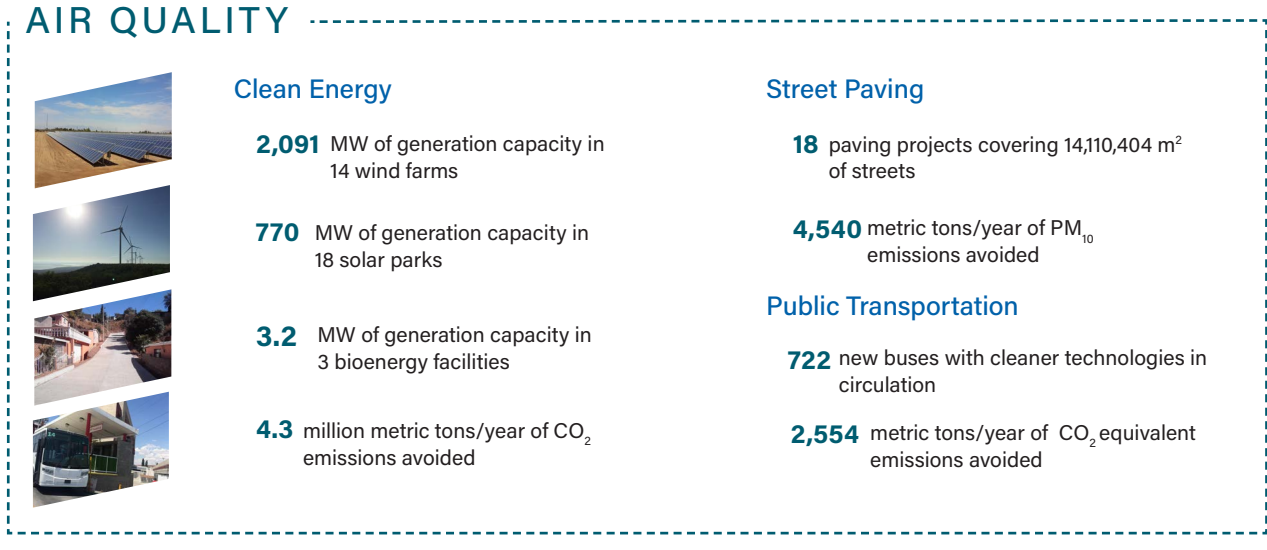 AIR QUALITY
Clean Energy
2,091 MW of generation capacity in
14 wind farms
770 MW of generation capacity in
18 solar parks
3.2 MW of generation capacity in
3 bioenergy facilities
4.3 million metric tons/year of CO₂
emissions avoided
Street Paving
18 paving projects covering 14,110,404 m²
of streets
4,540 metric tons/year of PM₁₀
emissions avoided
Public Transportation
722 new buses with cleaner technologies in
circulation
2,554 metric tons/year of CO₂ equivalent
emissions avoided